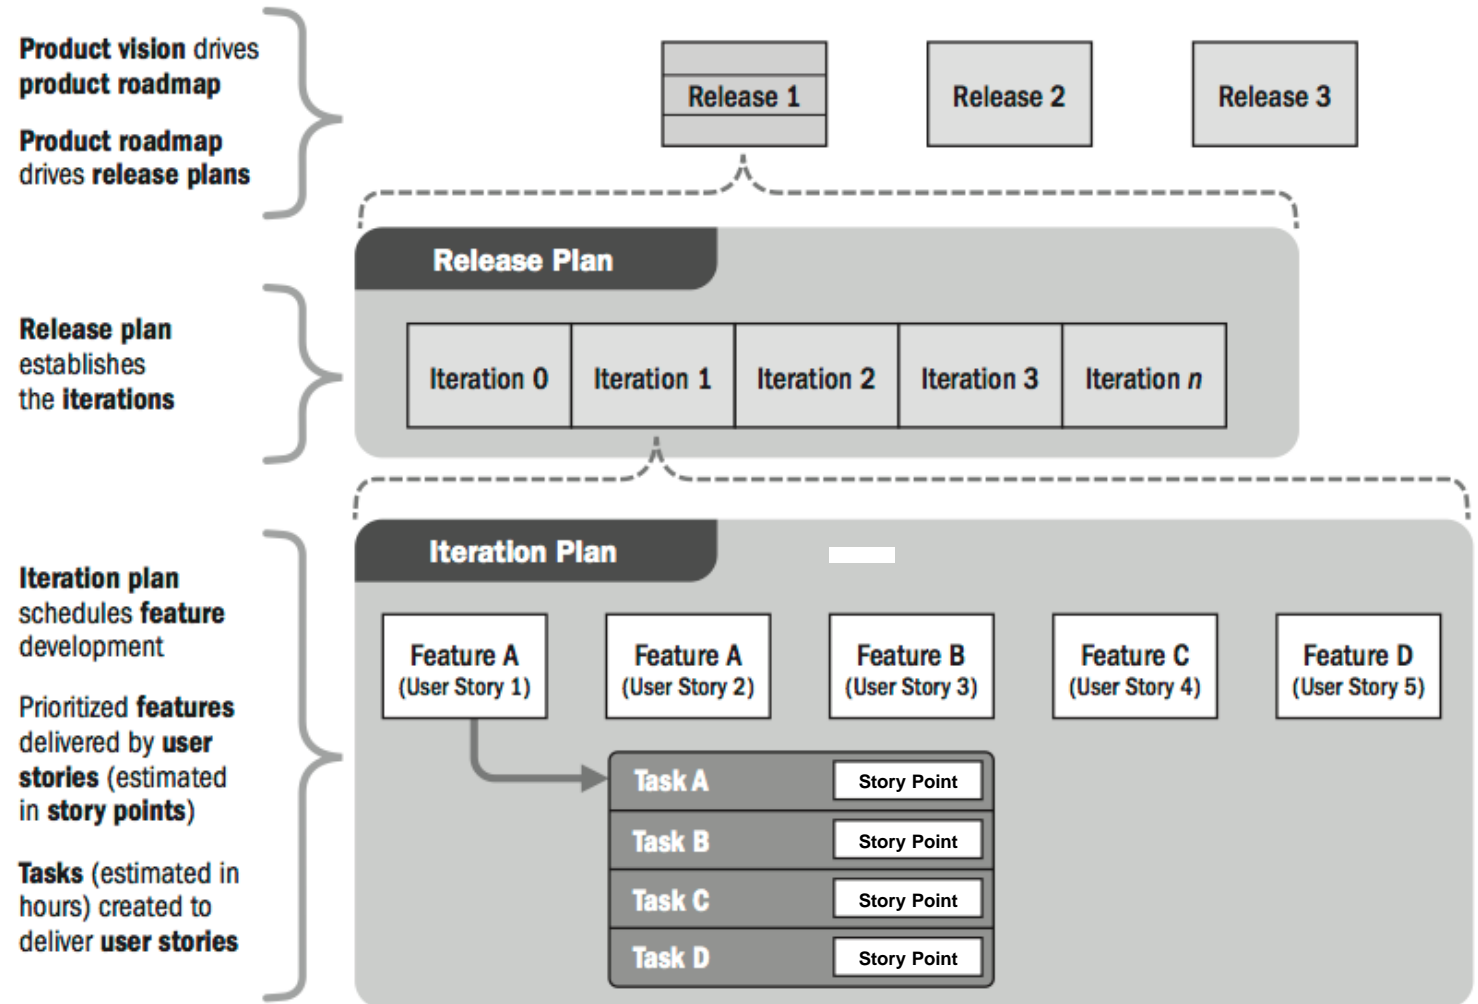 Product vision drives
product roadmap
Product roadmap
drives release plans
Release 1
Release 2
Release 3
Release Plan
Release plan
establishes
the iterations
Iteration 0
Iteration 1
Iteration 2
Iteration 3
Iteration n
Iteration Plan
Iteration plan
schedules feature
development
Prioritized features
delivered by user
stories (estimated
in story points)
Tasks (estimated in
hours) created to
deliver user stories
Feature A
(User Story 1)
Feature A
(User Story 2)
Feature B
(User Story 3)
Feature C
(User Story 4)
Feature D
(User Story 5)
Task A
Story Point
Task B
Story Point
Task C
Story Point
Task D
Story Point